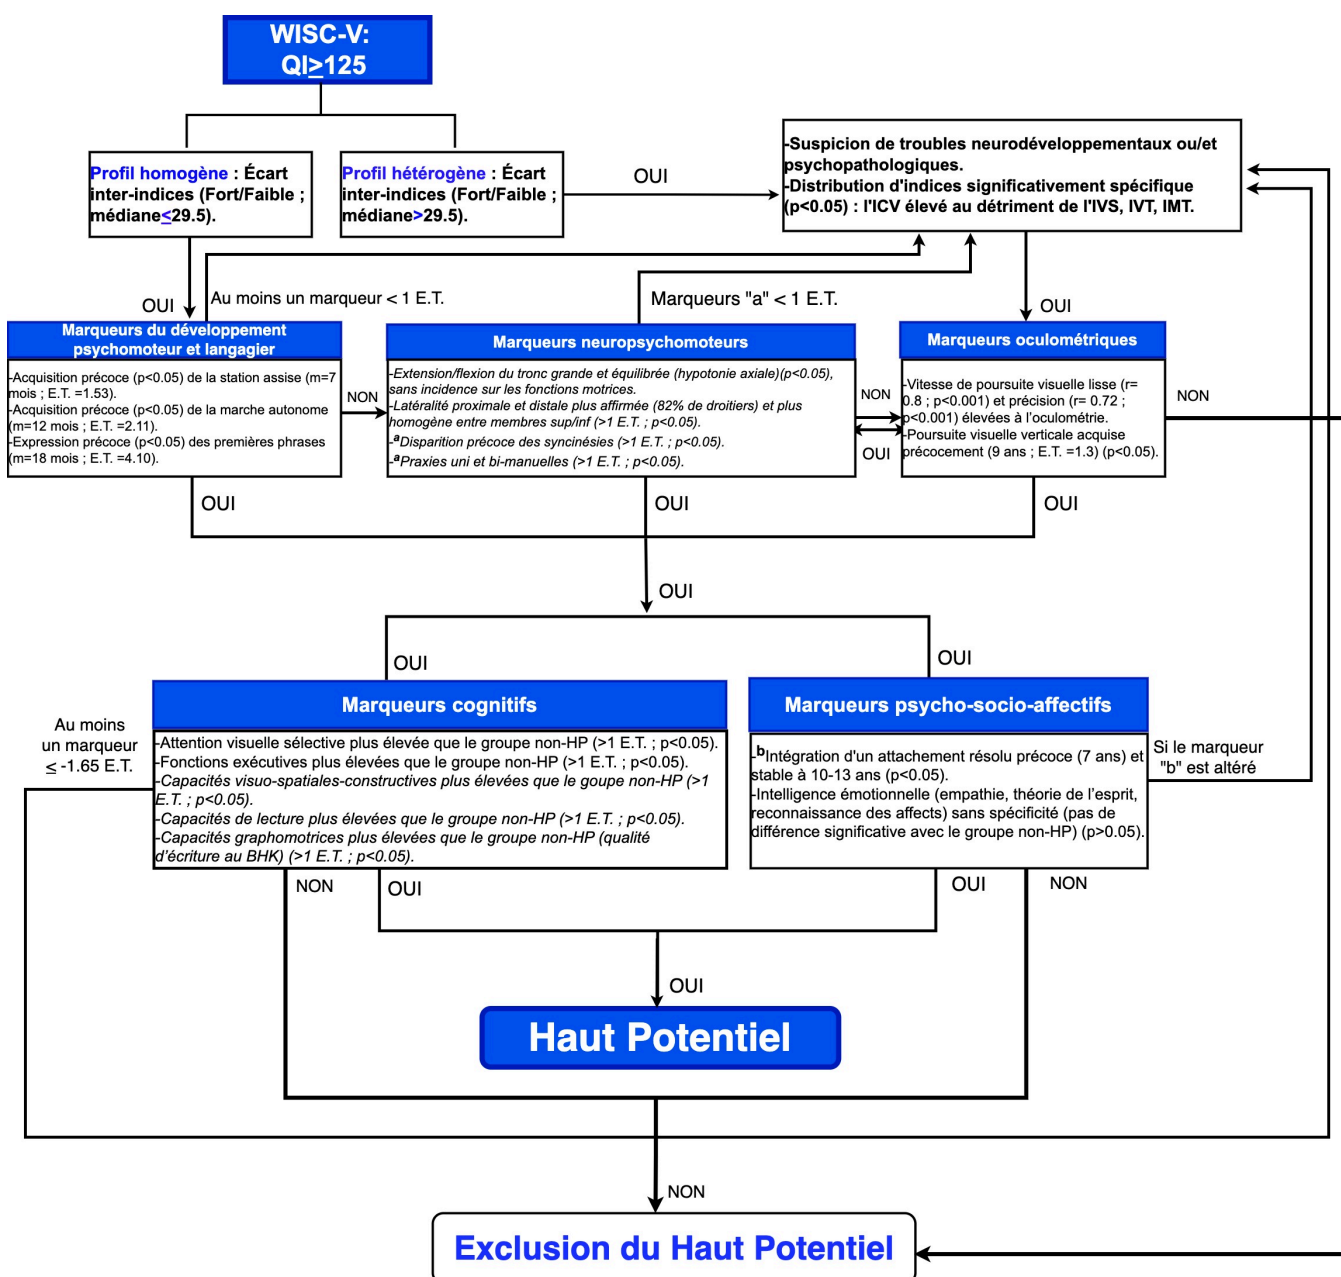 WISC-V:
QI≥125
Profil homogène : Écart
inter-indices (Fort/Faible ;
médiane≤29.5).
Profil hétérogène : Écart
inter-indices (Fort/Faible ;
médiane>29.5).
OUI
-Suspicion de troubles neurodéveloppementaux ou/et
psychopathologiques.
-Distribution d'indices significativement spécifique
(p<0.05) : l'ICV élevé au détriment de l'IVS, IVT, IMT.
OUI
Au moins un marqueur < 1 E.T.
Marqueurs "a" < 1 E.T.
OUI
Marqueurs du développement
psychomoteur et langagier
-Acquisition précoce (p<0.05) de la station assise (m=7
mois ; E.T. =1.53).
-Acquisition précoce (p<0.05) de la marche autonome
(m=12 mois ; E.T. =2.11).
-Expression précoce (p<0.05) des premières phrases
(m=18 mois ; E.T. =4.10).
NON
Marqueurs neuropsychomoteurs
-Extension/flexion du tronc grande et équilibrée (hypotonie axiale)(p<0.05),
sans incidence sur les fonctions motrices.
-Latéralité proximale et distale plus affirmée (82% de droitiers) et plus
homogène entre membres sup/inf (>1 E.T. ; p<0.05).
-aDisparition précoce des syncinésies (>1 E.T. ; p<0.05).
-aPraxies uni et bi-manuelles (>1 E.T. ; p<0.05).
NON
OUI
Marqueurs oculométriques
-Vitesse de poursuite visuelle lisse (r=
0.8 ; p<0.001) et précision (r= 0.72 ;
p<0.001) élevées à l'oculométrie.
-Poursuite visuelle verticale acquise
précocement (9 ans ; E.T. =1.3) (p<0.05).
NON
OUI
OUI
OUI
OUI
OUI
OUI
Marqueurs cognitifs
-Attention visuelle sélective plus élevée que le groupe non-HP (>1 E.T. ; p<0.05).
-Fonctions exécutives plus élevées que le groupe non-HP (>1 E.T. ; p<0.05).
-Capacités visuo-spatiales-constructives plus élevées que le goupe non-HP (>1
E.T. ; p<0.05).
-Capacités de lecture plus élevées que le groupe non-HP (>1 E.T. ; p<0.05).
-Capacités graphomotrices plus élevées que le groupe non-HP (qualité
d'écriture au BHK) (>1 E.T. ; p<0.05).
Au moins
un marqueur
≤ -1.65 E.T.
Marqueurs psycho-socio-affectifs
-bIntégration d'un attachement résolu précoce (7 ans) et
stable à 10-13 ans (p<0.05).
-Intelligence émotionnelle (empathie, théorie de l'esprit,
reconnaissance des affects) sans spécificité (pas de
différence significative avec le groupe non-HP) (p>0.05).
Si le marqueur
"b" est altéré
NON
OUI
OUI
NON
OUI
Haut Potentiel
NON
Exclusion du Haut Potentiel